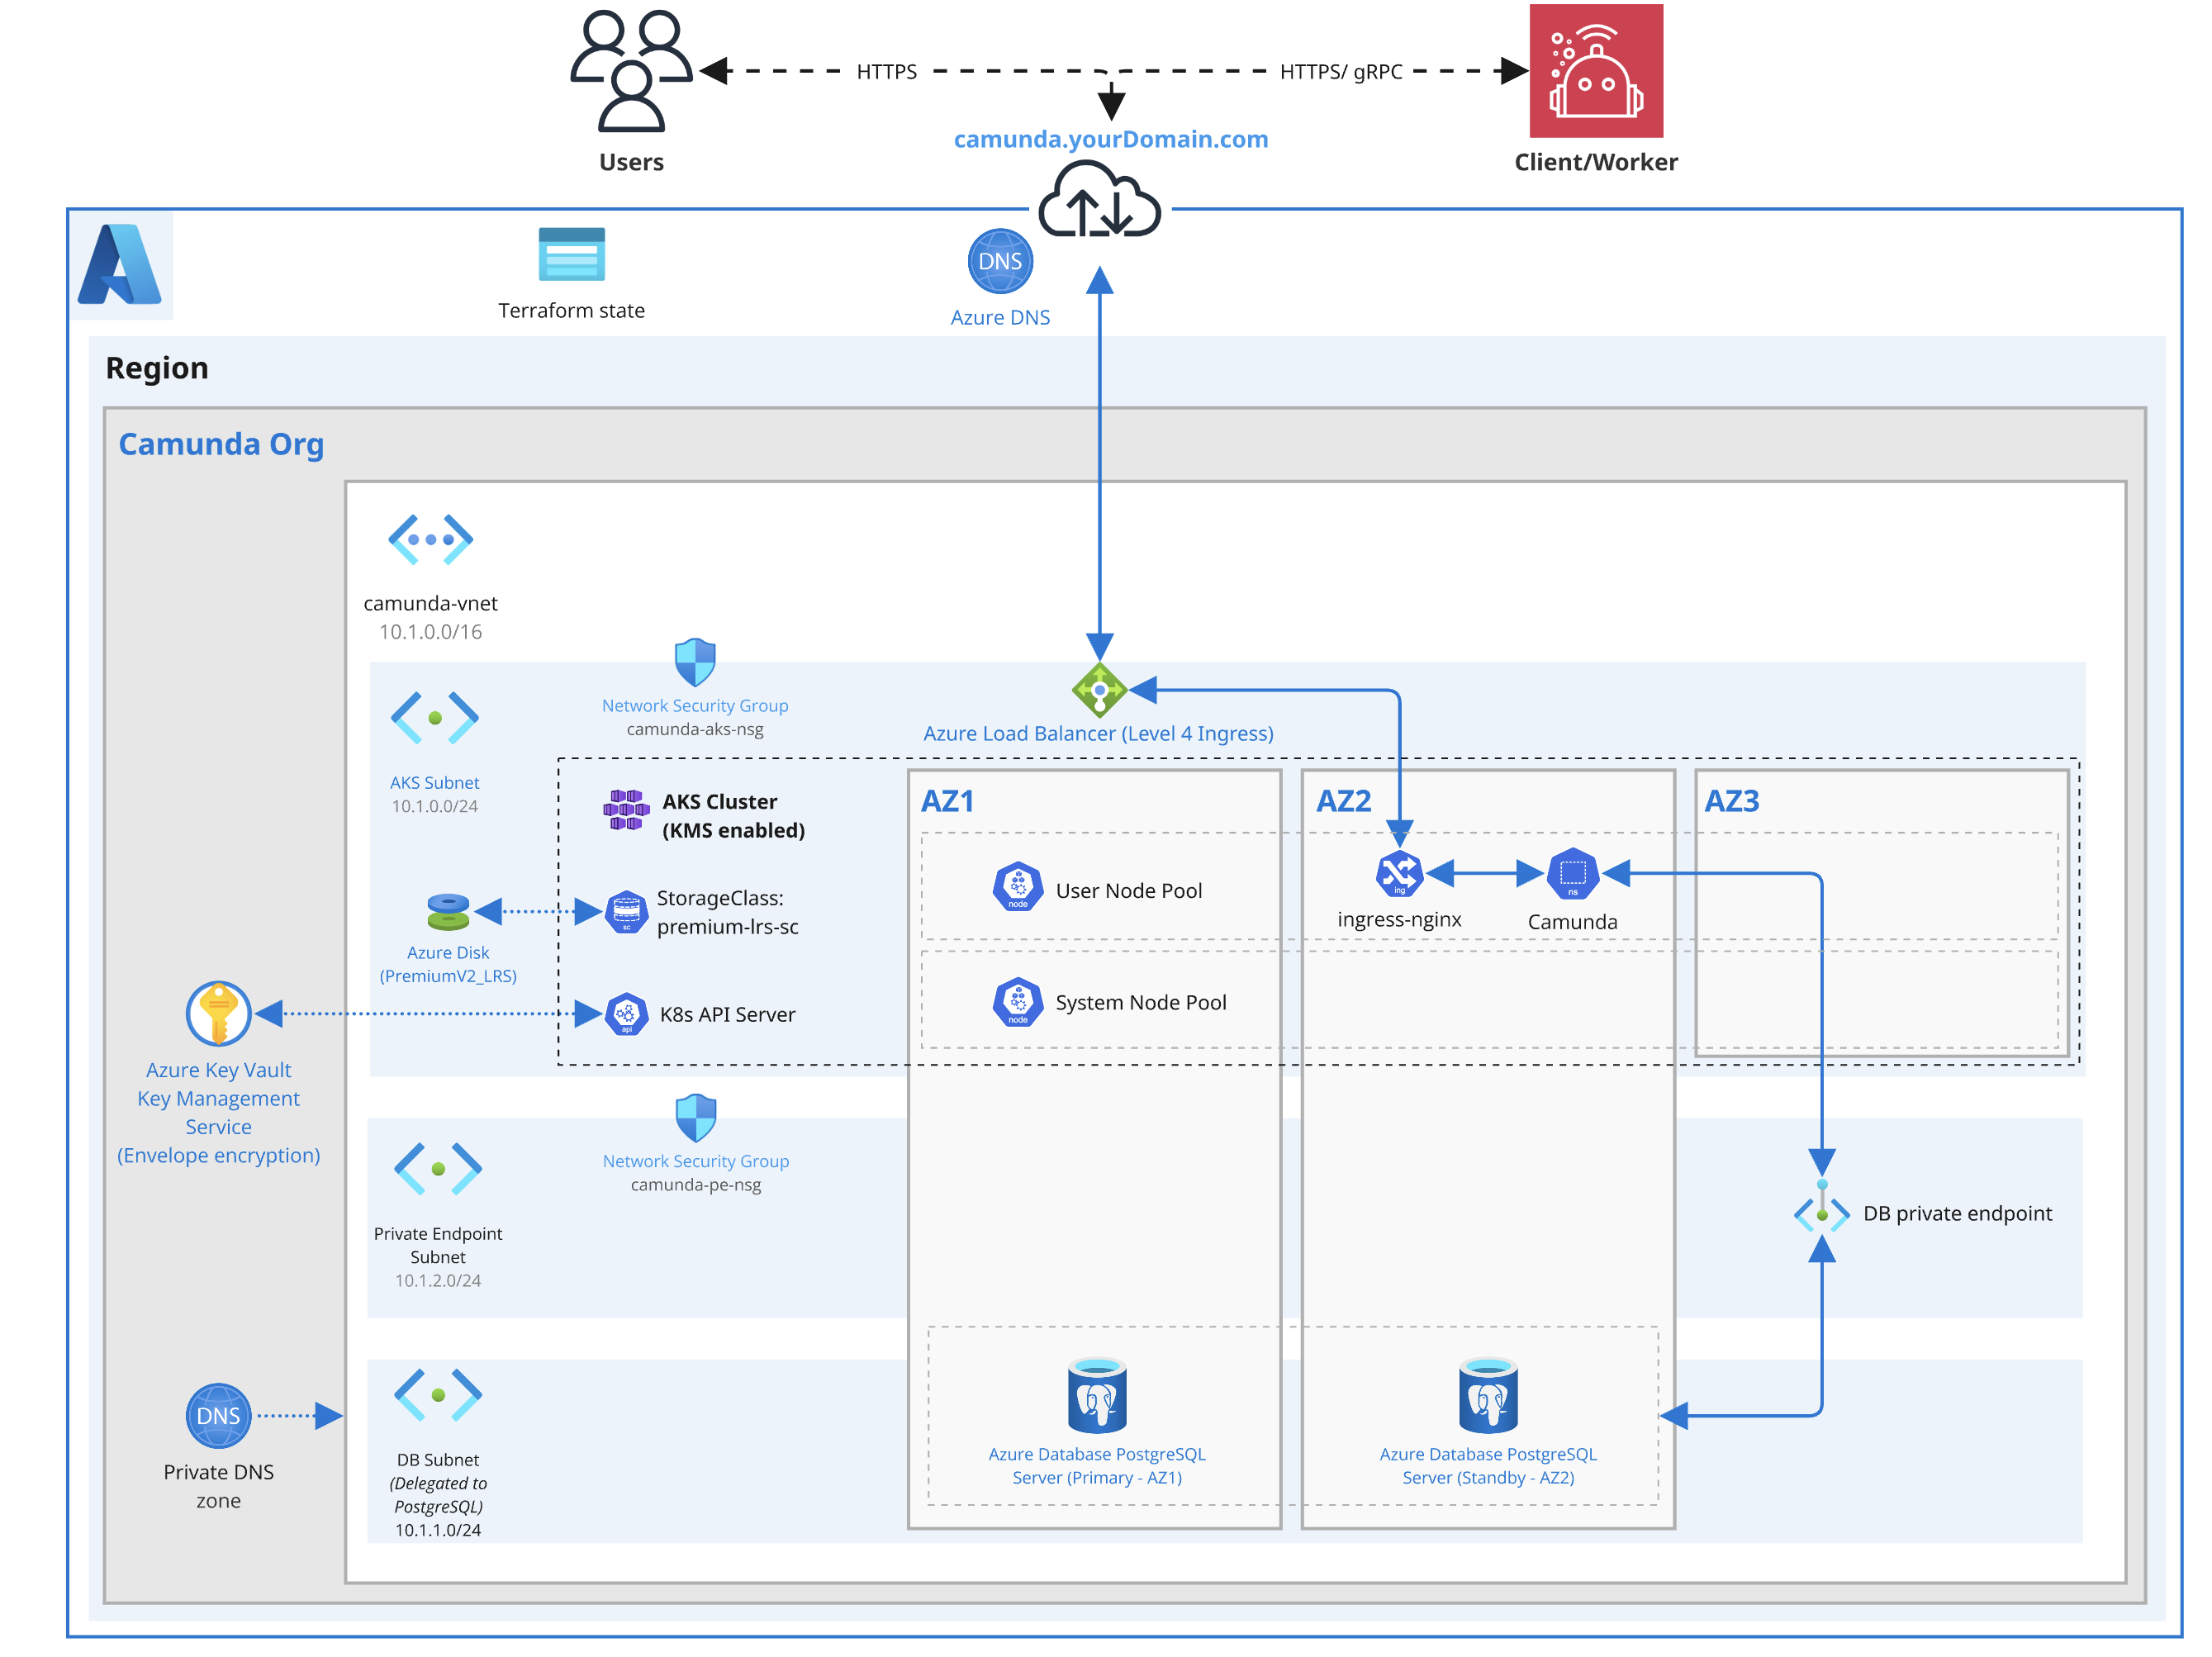 HTTPS
HTTPS/ gRPC
camunda.yourDomain.com
Users
Client/Worker
DNS
Terraform state
Azure DNS
Region
Camunda Org
camunda-vnet
10.1.0.0/16
Network Security Group
camunda-aks-nsg
Azure Load Balancer (Level 4 Ingress)
AKS Subnet
10.1.0.0/24
AKS Cluster
(KMS enabled)
AZ1
AZ2
AZ3
StorageClass:
premium-lrs-sc
sc
node
User Node Pool
ing
ingress-nginx
ns
Camunda
Azure Disk
(PremiumV2_LRS)
api
K8s API Server
node
System Node Pool
Azure Key Vault
Key Management
Service
(Envelope encryption)
Network Security Group
camunda-pe-nsg
Private Endpoint
Subnet
10.1.2.0/24
DB private endpoint
DNS
Private DNS
zone
DB Subnet
(Delegated to
PostgreSQL)
10.1.1.0/24
Azure Database PostgreSQL
Server (Primary - AZ1)
Azure Database PostgreSQL
Server (Standby - AZ2)